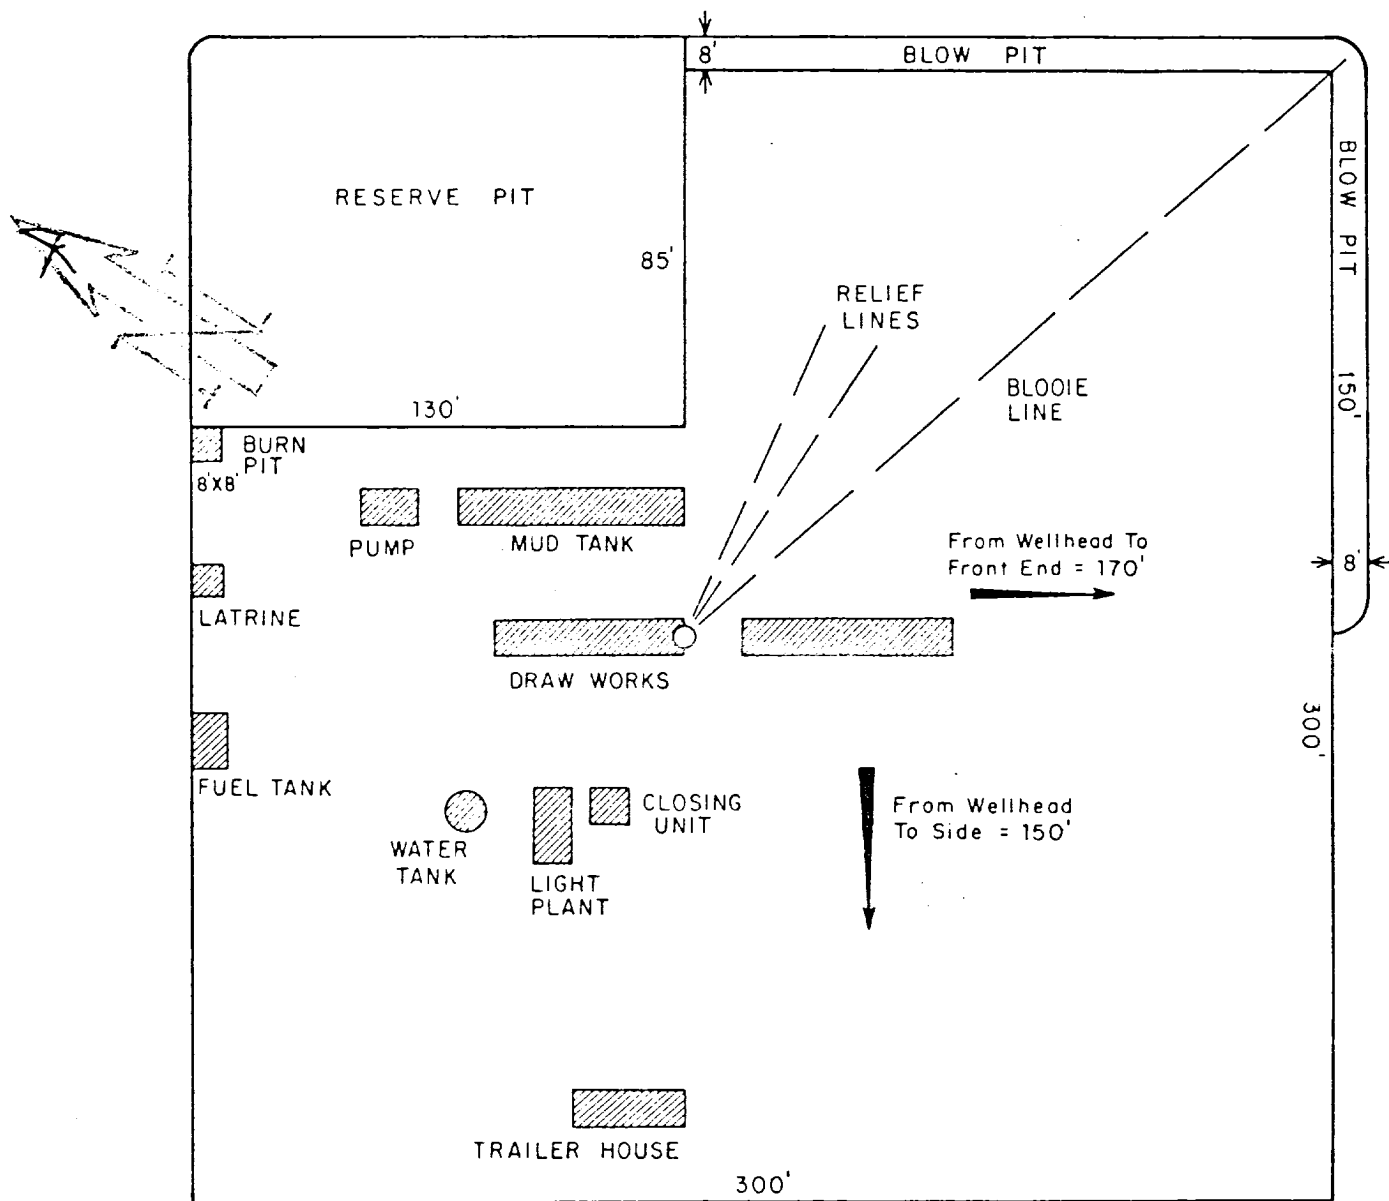 8'
BLOW PIT
BLOW PIT
RESERVE PIT
85'
RELIEF
LINES
BLOOIE
LINE
150'
130'
BURN
PIT
8'X8'
PUMP
MUD TANK
From Wellhead To
Front End = 170'
8'
LATRINE
DRAW WORKS
300'
FUEL TANK
CLOSING
UNIT
From Wellhead
To Side = 150'
WATER
TANK
LIGHT
PLANT
TRAILER HOUSE
300'